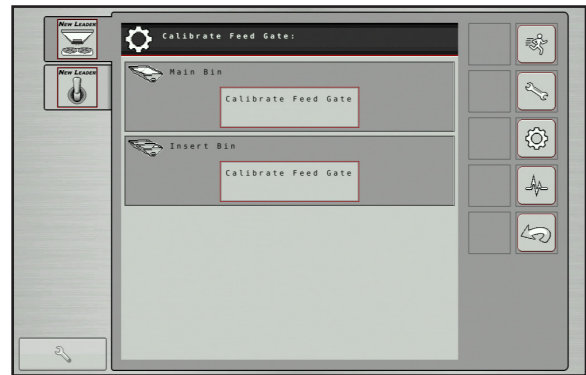 NEW LEADER
Calibrate Feed Gate:
Main Bin
NEW LEADER
Calibrate Feed Gate
Insert Bin
Calibrate Feed Gate